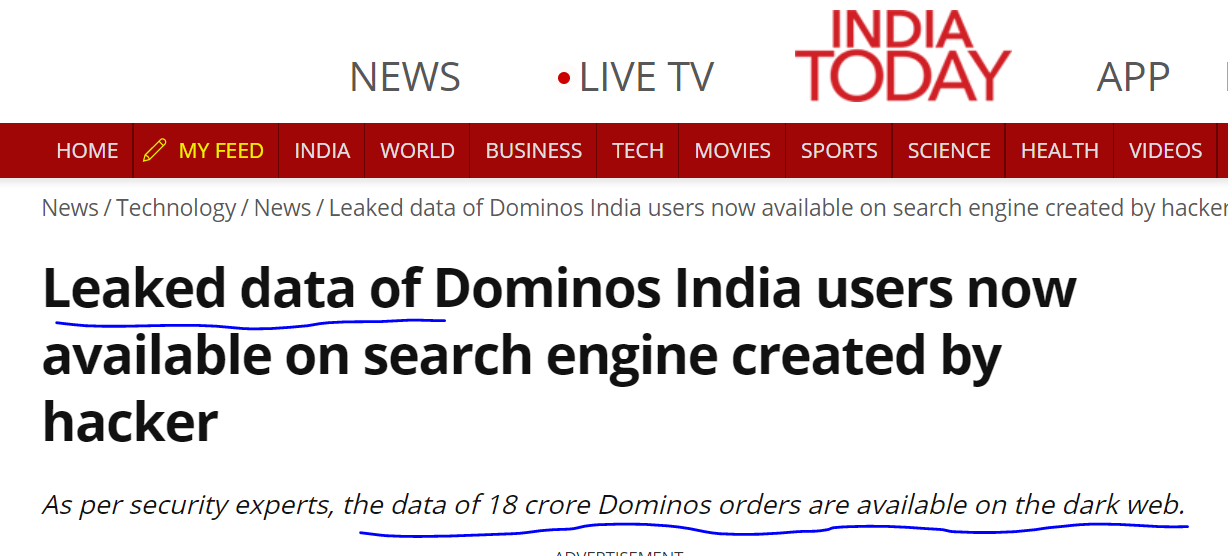 INDIA
TODAY
NEWS LIVE TV APP
HOME MY FEED INDIA WORLD BUSINESS TECH MOVIES SPORTS SCIENCE HEALTH VIDEOS
News / Technology / News / Leaked data of Dominos India users now available on search engine created by hacker
Leaked data of Dominos India users now
available on search engine created by
hacker
As per security experts, the data of 18 crore Dominos orders are available on the dark web.
ADVERTISEMENT